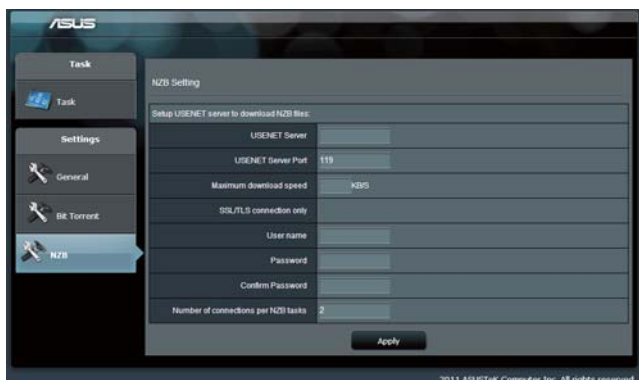 ASUS
Task
Task
Settings
General
Bit Torrent
NZB
NZB Setting
Setup USENET server to download NZB files:
USENET Server
USENET Server Port 119
Maximum download speed KB/S
SSL/TLS connection only
User name
Password
Confirm Password
Number of connections per NZB tasks 2
Apply
2011 ASUSTeK Computer Inc. All rights reserved